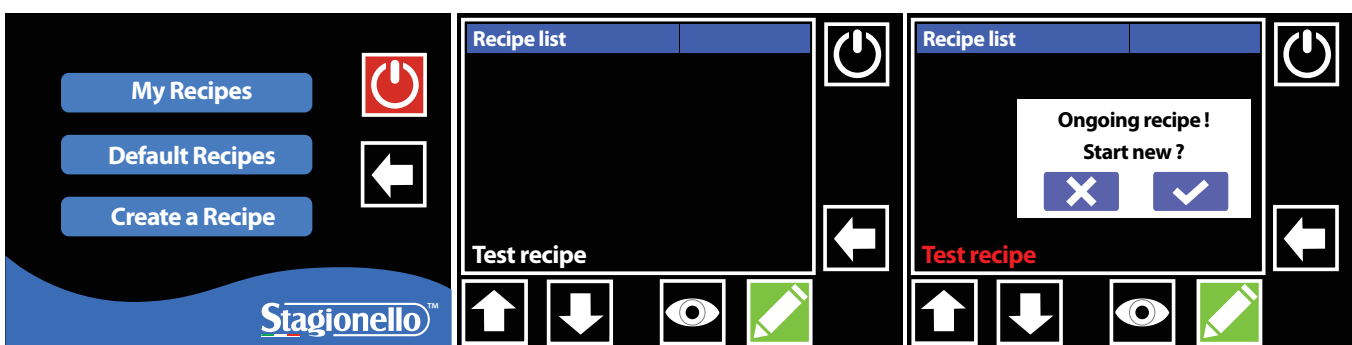 My Recipes
Default Recipes
Create a Recipe
Stagionello™
Recipe list
Test recipe
Recipe list
Ongoing recipe !
Start new ?
Test recipe